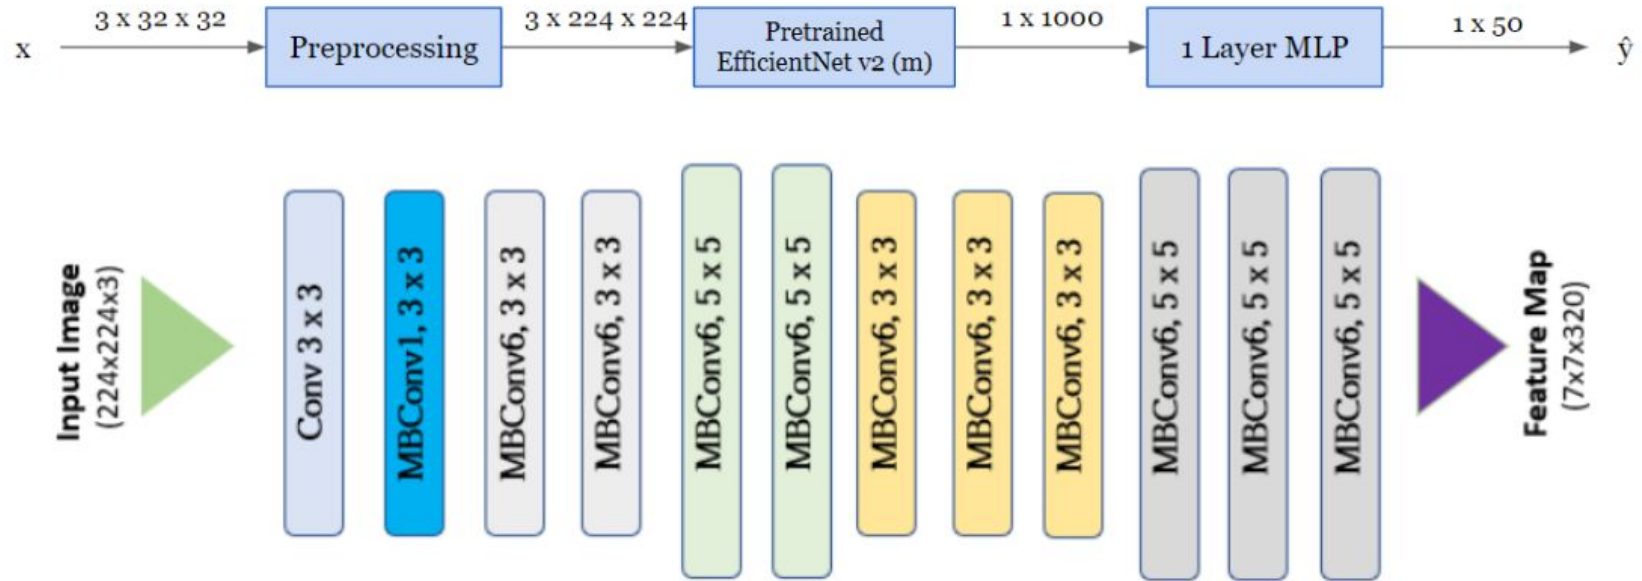 x
3 x 32 x 32
Preprocessing
3 x 224 x 224
Pretrained
EfficientNet v2 (m)
1 x 1000
1 Layer MLP
1 x 50
ŷ
Input Image
(224x224x3)
Conv 3 x 3
MBConv1, 3 x 3
MBConv6, 3 x 3
MBConv6, 3 x 3
MBConv6, 5 x 5
MBConv6, 5 x 5
MBConv6, 3 x 3
MBConv6, 3 x 3
MBConv6, 3 x 3
MBConv6, 5 x 5
MBConv6, 5 x 5
MBConv6, 5 x 5
Feature Map
(7x7x320)